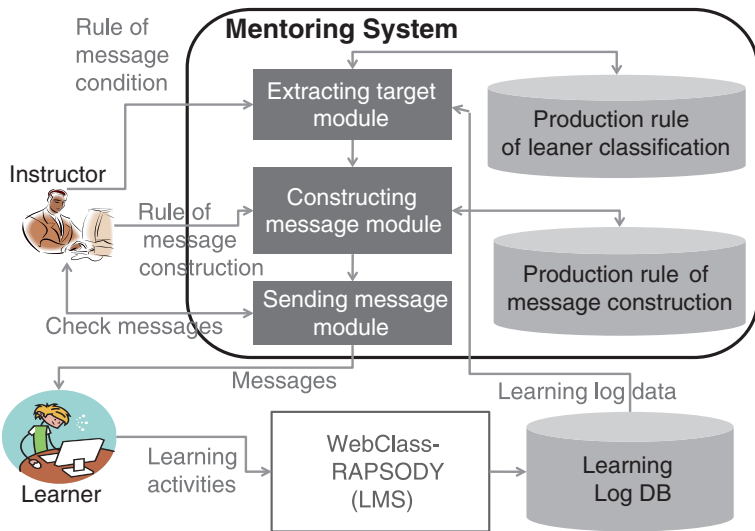 Rule of
message
condition
Mentoring System
Extracting target
module
Production rule
of leaner classification
Instructor
Rule of
message
construction
Constructing
message module
Production rule of
message construction
Check messages
Sending message
module
Messages
Learning log data
Learner
Learning
activities
WebClass-
RAPSODY
(LMS)
Learning
Log DB